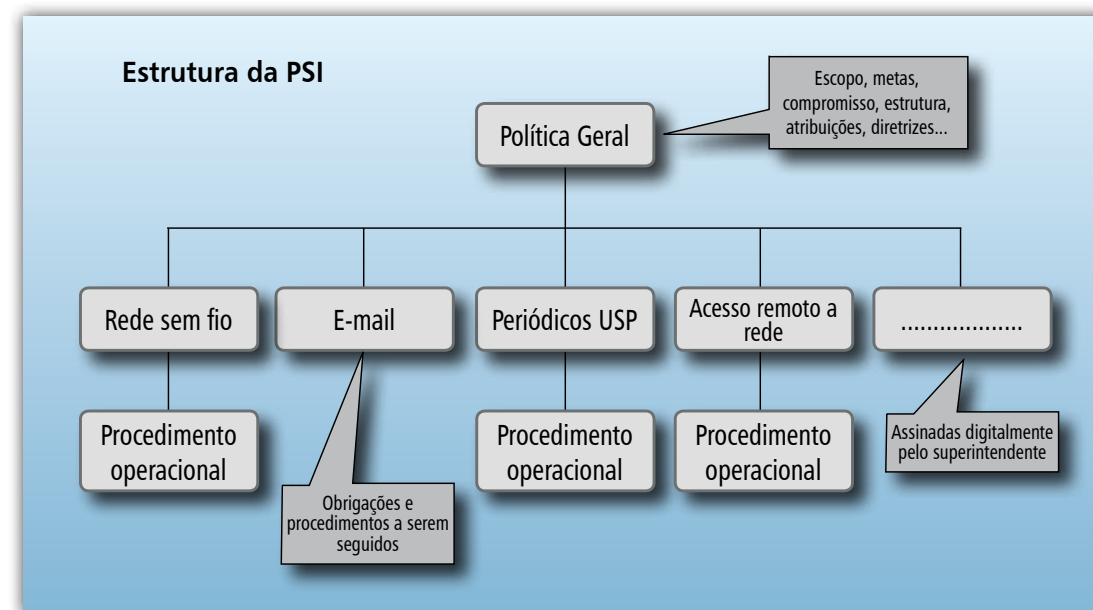 Estrutura da PSI
Escopo, metas,
compromisso, estrutura,
atribuições, diretrizes...
Política Geral
Rede sem fio
E-mail
Periódicos USP
Acesso remoto a
rede
...................
Procedimento
operacional
Procedimento
operacional
Procedimento
operacional
Assinadas digitalmente
pelo superintendente
Obrigações e
procedimentos a serem
seguidos